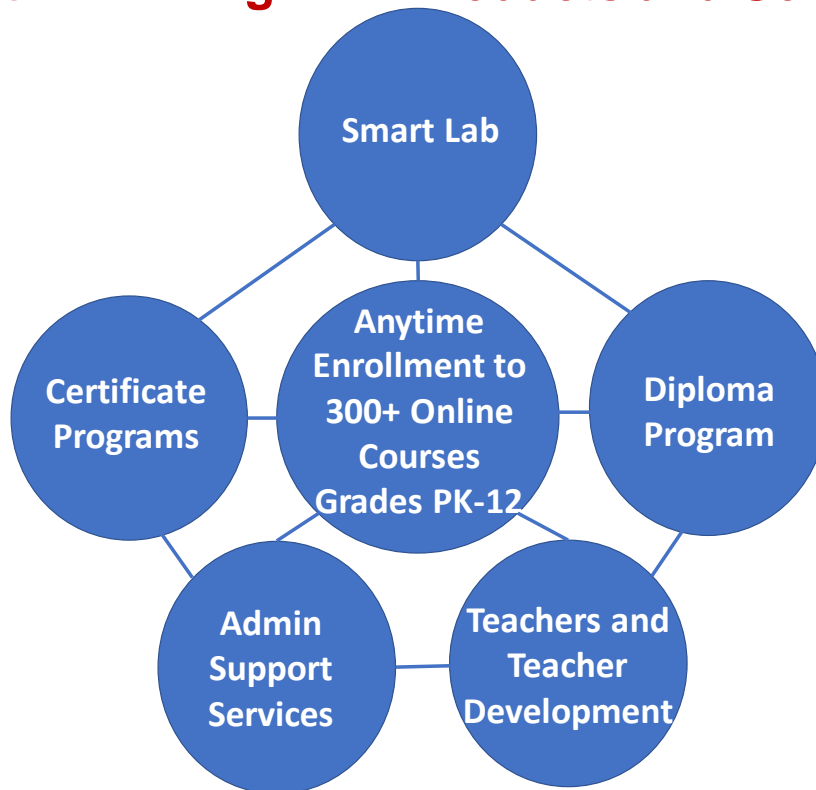 Smart Lab
Anytime
Enrollment to
300+ Online
Courses
Grades PK-12
Certificate
Programs
Diploma
Program
Admin
Support
Services
Teachers and
Teacher
Development